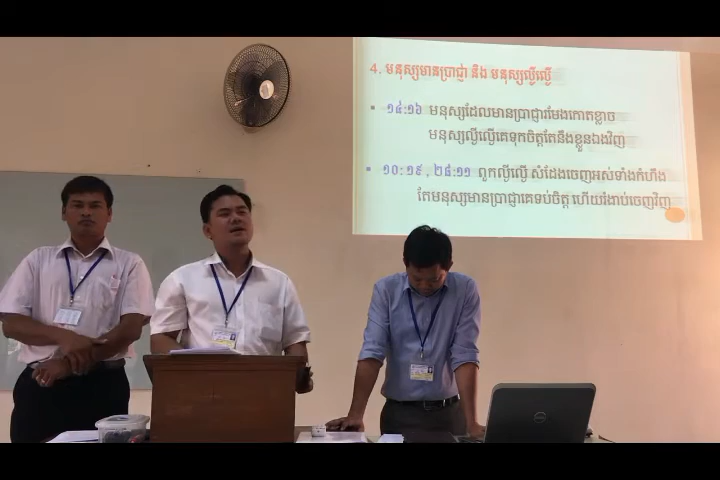 4. មនុស្សមានប្រាជ្ញា និង មនុស្សល្ងីល្ងើ
១៤:១៦ មនុស្សដែលមានប្រាជ្ញារមែងកោតខ្លាច
មនុស្សល្ងីល្ងើគេទុកចិត្តតែនឹងខ្លួនឯងវិញ
១០:១៩ , ២៨:១១ ពួកល្ងីល្ងើ សំដែងចេញអស់ទាំងកំហឹង
តែមនុស្សមានប្រាជ្ញាគេទប់ចិត្ត ហើយរំងាប់ចេញវិញ
DELL